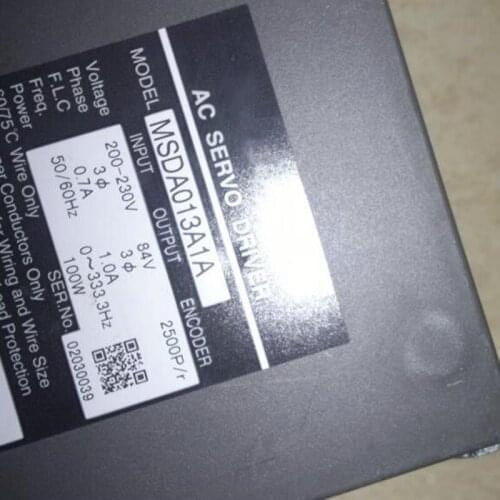 AC SERVO DRIVER
MODEL MSDA013A1A
INPUT OUTPUT ENCODER
Voltage 200-230V 84V 2500P/r
Phase 3ϕ 3ϕ
F.L.C 0.7A 1.0A
Freq. 50/60Hz 0~333.3Hz
Power 100W
SER.No. 02030039
60/75℃ Wire Only
Conductors Only
Wiring and Wire Size
Protection